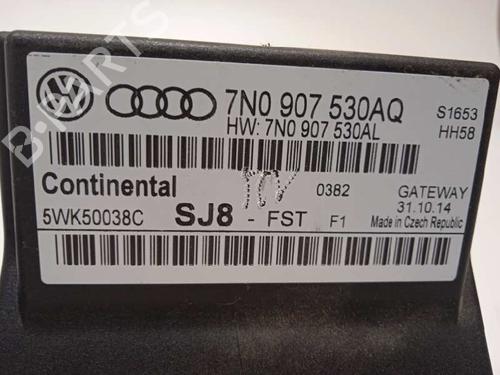 7N0 907 530AQ
HW: 7N0 907 530AL
S1653
HH58
Continental
0382
GATEWAY
5WK50038C
SJ8 - FST F1
31.10.14
Made in Czech Republic
B-PARTS